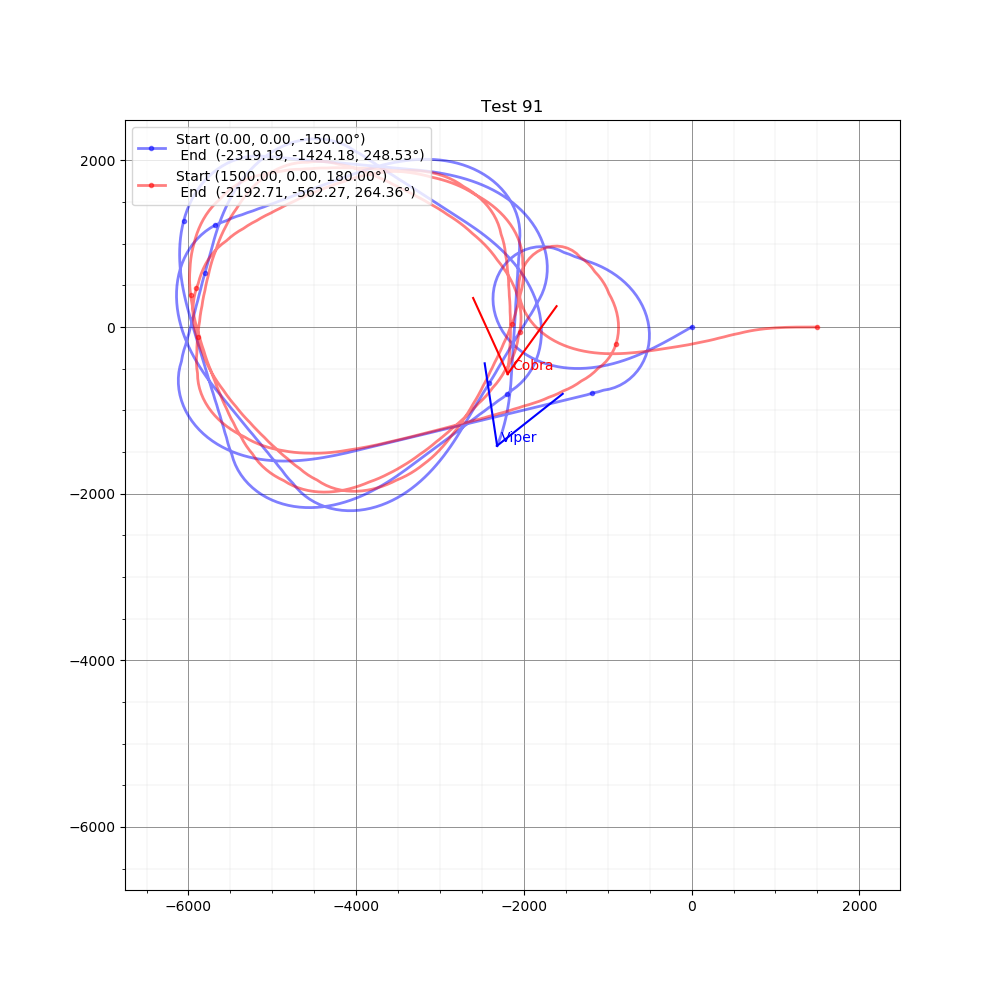 Test 91
Start (0.00, 0.00, -150.00°)
End  (-2319.19, -1424.18, 248.53°)
Start (1500.00, 0.00, 180.00°)
End  (-2192.71, -562.27, 264.36°)
2000
0
−2000
−4000
−6000
Cobra
Viper
−6000 −4000 −2000 0 2000